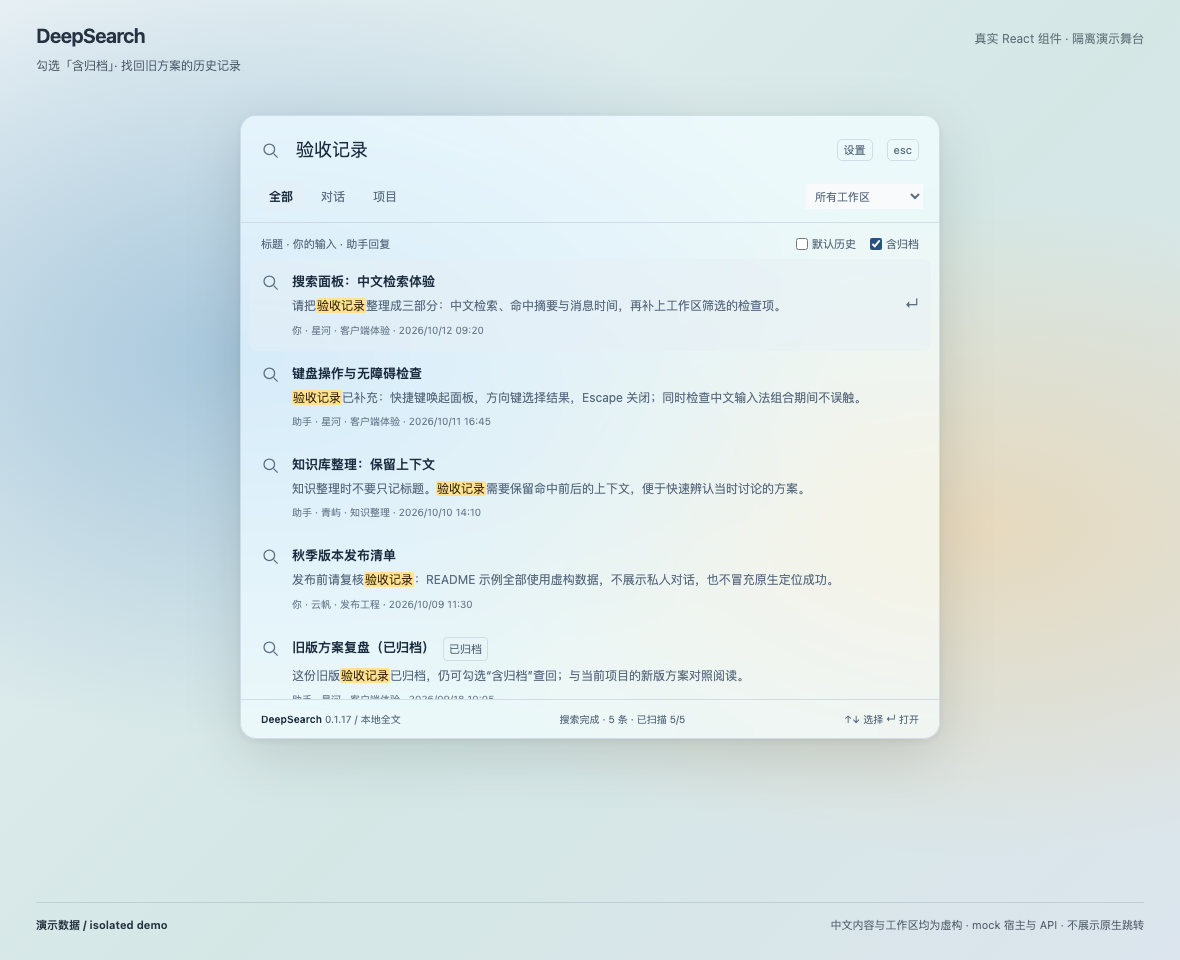 DeepSearch
真实 React 组件 · 隔离演示舞台
勾选「含归档」· 找回旧方案的历史记录
验收记录
设置
esc
全部
对话
项目
所有工作区
标题 · 你的输入 · 助手回复
默认历史
含归档
搜索面板：中文检索体验
请把验收记录整理成三部分：中文检索、命中摘要与消息时间，再补上工作区筛选的检查项。
你 · 星河 · 客户端体验 · 2026/10/12 09:20
键盘操作与无障碍检查
验收记录已补充：快捷键唤起面板，方向键选择结果，Escape 关闭；同时检查中文输入法组合期间不误触。
助手 · 星河 · 客户端体验 · 2026/10/11 16:45
知识库整理：保留上下文
知识整理时不要只记标题。验收记录需要保留命中前后的上下文，便于快速辨认当时讨论的方案。
助手 · 青屿 · 知识整理 · 2026/10/10 14:10
秋季版本发布清单
发布前请复核验收记录：README 示例全部使用虚构数据，不展示私人对话，也不冒充原生定位成功。
你 · 云帆 · 发布工程 · 2026/10/09 11:30
旧版方案复盘（已归档） 已归档
这份旧版验收记录已归档，仍可勾选“含归档”查回；与当前项目的新版方案对照阅读。
DeepSearch 0.1.17 / 本地全文
搜索完成 · 5 条 · 已扫描 5/5
↑↓ 选择 ↵ 打开
演示数据 / isolated demo
中文内容与工作区均为虚构 · mock 宿主与 API · 不展示原生跳转